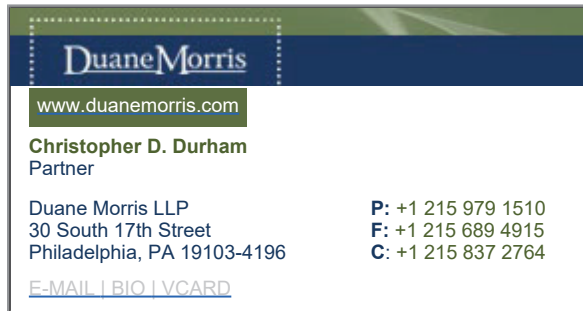 DuaneMorris
www.duanemorris.com
Christopher D. Durham
Partner
Duane Morris LLP
30 South 17th Street
Philadelphia, PA 19103-4196
P: +1 215 979 1510
F: +1 215 689 4915
C: +1 215 837 2764
E-MAIL | BIO | VCARD